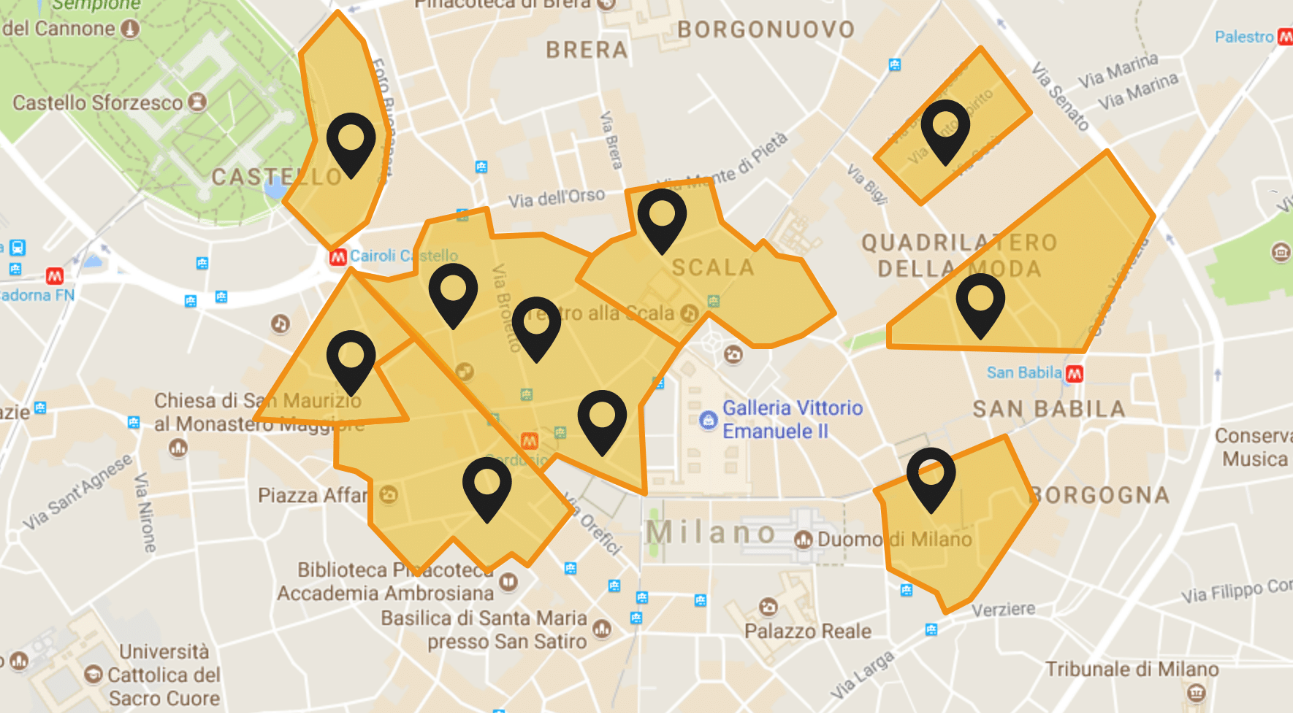 Sempione
Pinacoteca di Brera
del Cannone
BORGONUOVO
BRERA
Palestro
Via Marina
Via Marina
Via Senato
Castello Sforzesco
Foro Buonaparte
Via Brera
Via Monte di Pietà
CASTELLO
Via dell'Orso
Via Bigli
Cairoli Castello
QUADRILATERO
DELLA MODA
SCALA
adorna FN
Via Broletto
Teatro alla Scala
Corso Venezia
San Babila
Chiesa di San Maurizio
al Monastero Maggiore
Galleria Vittorio
Emanuele II
SAN BABILA
azie
Cordusio
Conserva
Musica
Via Sant'Agnese
Via Nirone
Piazza Affari
Via Orefici
BORGOGNA
Milano
Duomo di Milano
Biblioteca Pinacoteca
Accademia Ambrosiana
Basilica di Santa Maria
presso San Satiro
Palazzo Reale
Verziere
Via Filippo Cor
Via Larga
Università
Cattolica del
Sacro Cuore
Tribunale di Milano